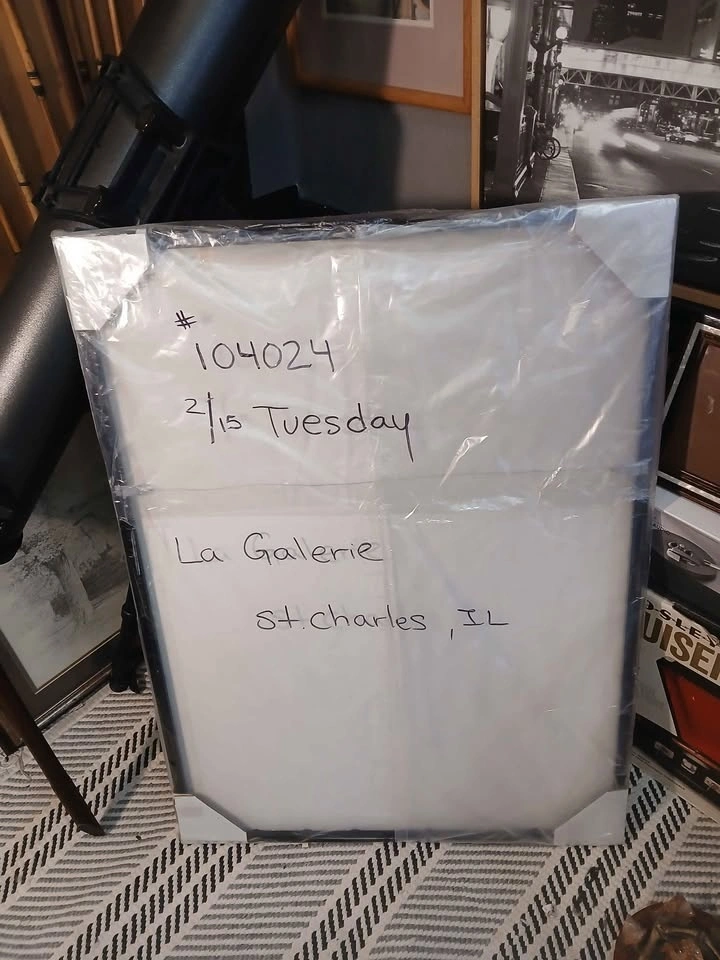 #
104024
2/15 Tuesday
La Galerie
St. Charles, IL